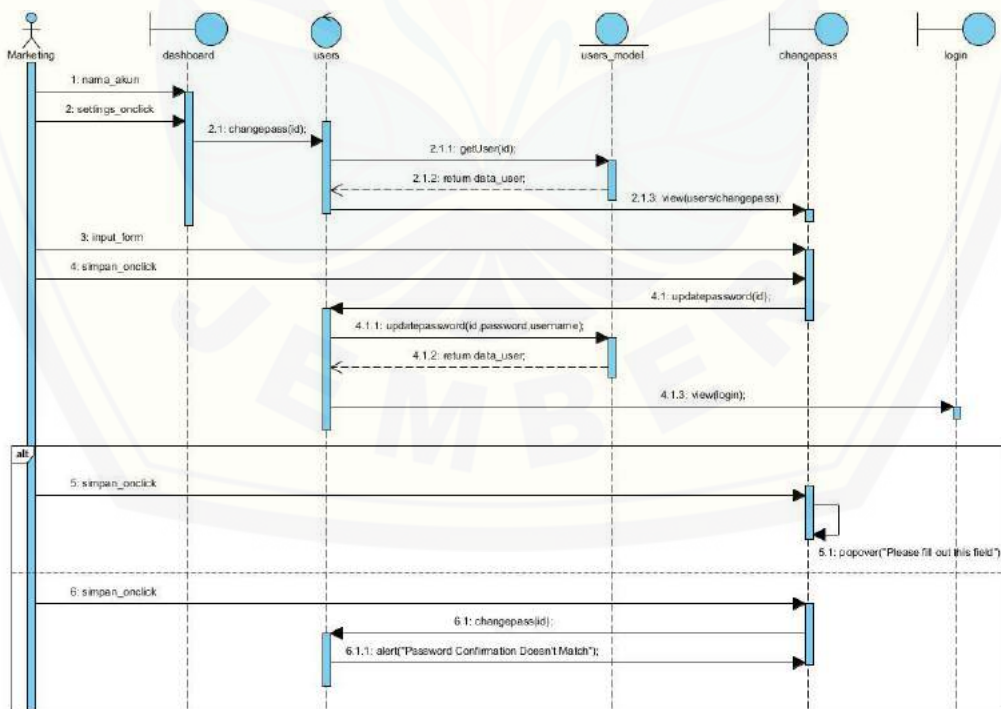 Marketing
dashboard
users
users_model
changepass
login
1: nama_akun
2: settings_onclick
2.1: changepass(id);
2.1.1: getUser(id);
2.1.2: return data_user;
2.1.3: view(users/changepass);
3: input_form
4: simpan_onclick
4.1: updatepassword(id);
4.1.1: updatepassword(id,password,username);
4.1.2: return data_user;
4.1.3: view(login);
alt
5: simpan_onclick
5.1: popover("Please fill out this field")
6: simpan_onclick
6.1: changepass(id);
6.1.1: alert("Password Confirmation Doesn't Match");
JEMBER